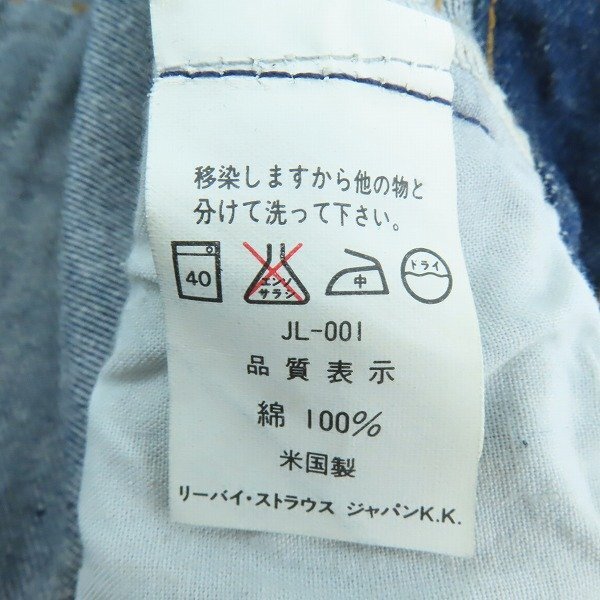 移染しますから他の物と
分けて洗って下さい。
40 エンソサラシ 中 ドライ
JL-001
品質表示
綿 100%
米国製
リーバイ・ストラウス ジャパンK.K.